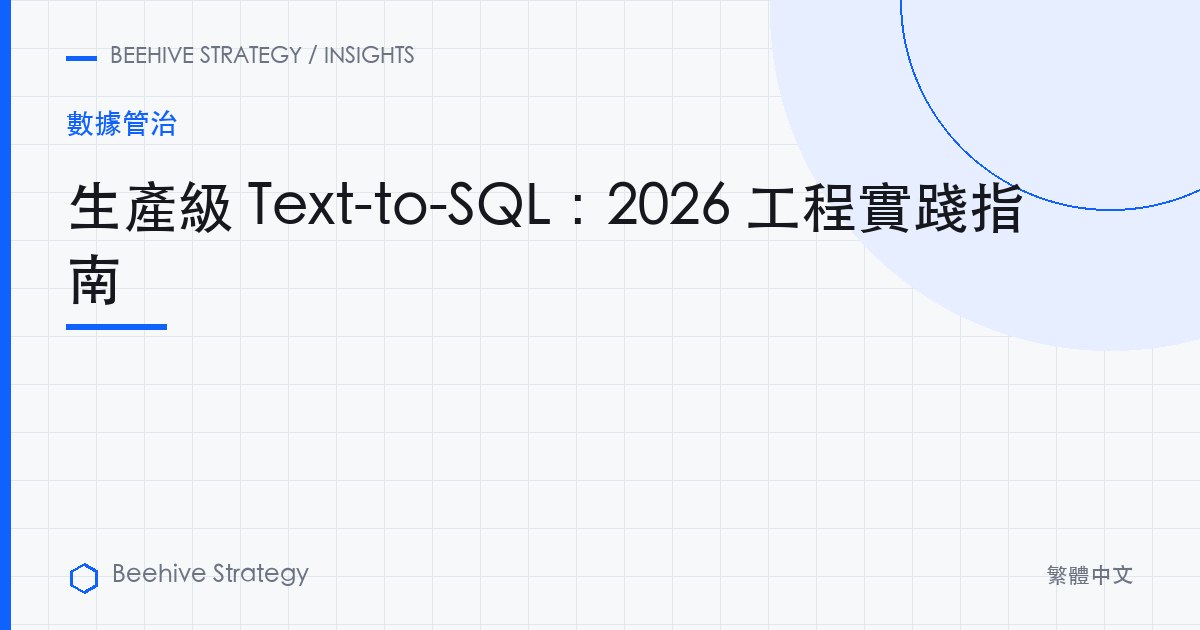 BEEHIVE STRATEGY / INSIGHTS
數據管治
生產級 Text-to-SQL：2026 工程實踐指
南
Beehive Strategy
繁體中文